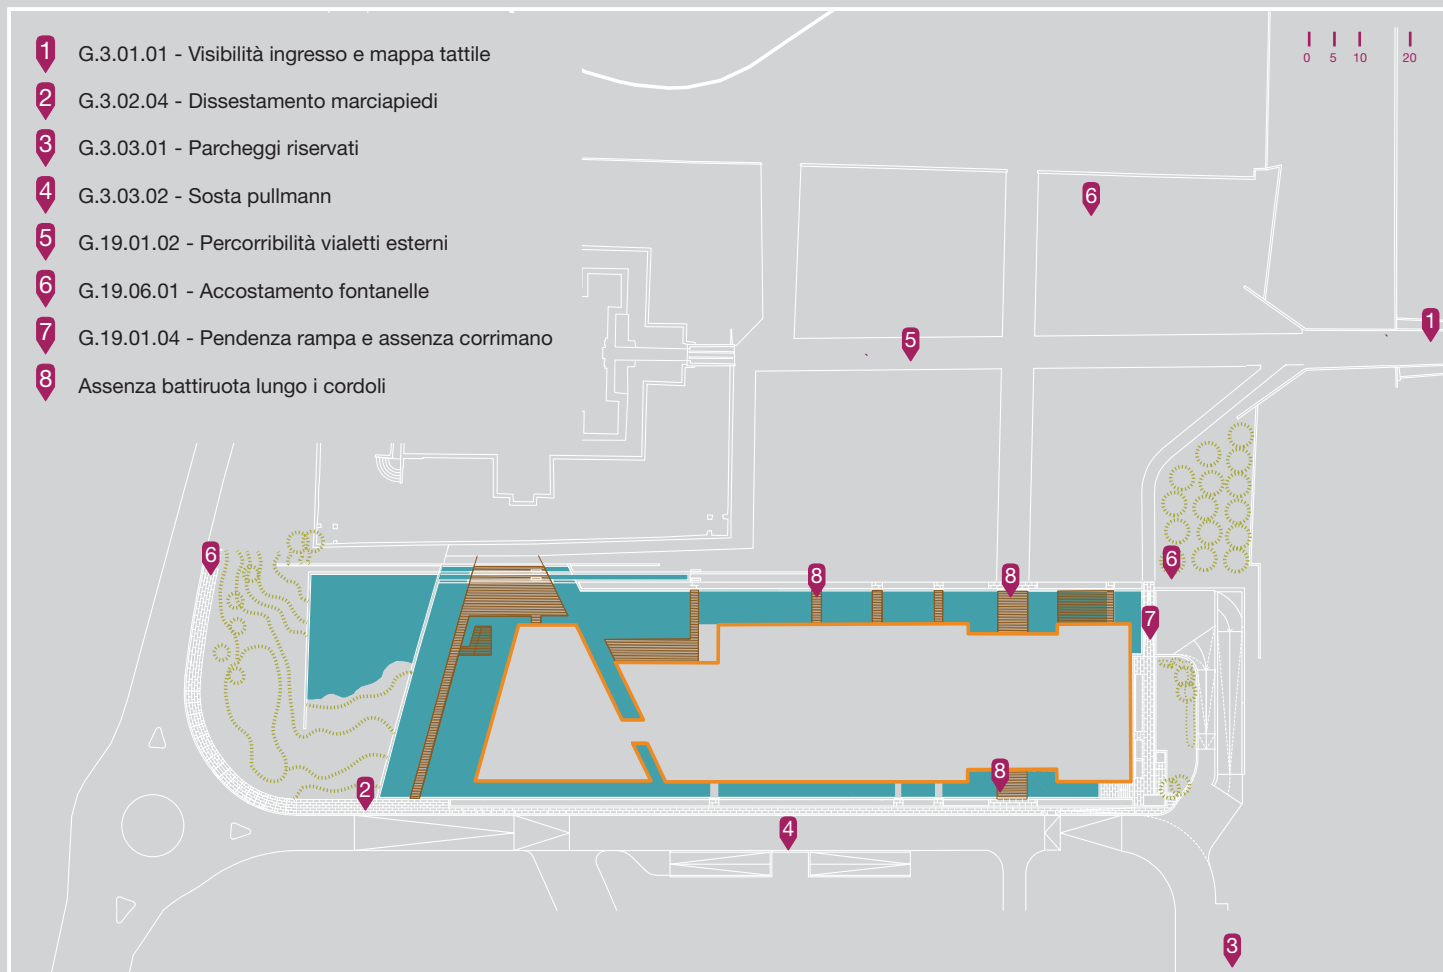 1 G.3.01.01 - Visibilità ingresso e mappa tattile
2 G.3.02.04 - Dissestamento marciapiedi
3 G.3.03.01 - Parcheggi riservati
4 G.3.03.02 - Sosta pullmann
5 G.19.01.02 - Percorribilità vialetti esterni
6 G.19.06.01 - Accostamento fontanelle
7 G.19.01.04 - Pendenza rampa e assenza corrimano
8 Assenza battiruota lungo i cordoli
0 5 10 20
6
1
5
6
8
8
6
7
2
8
4
3